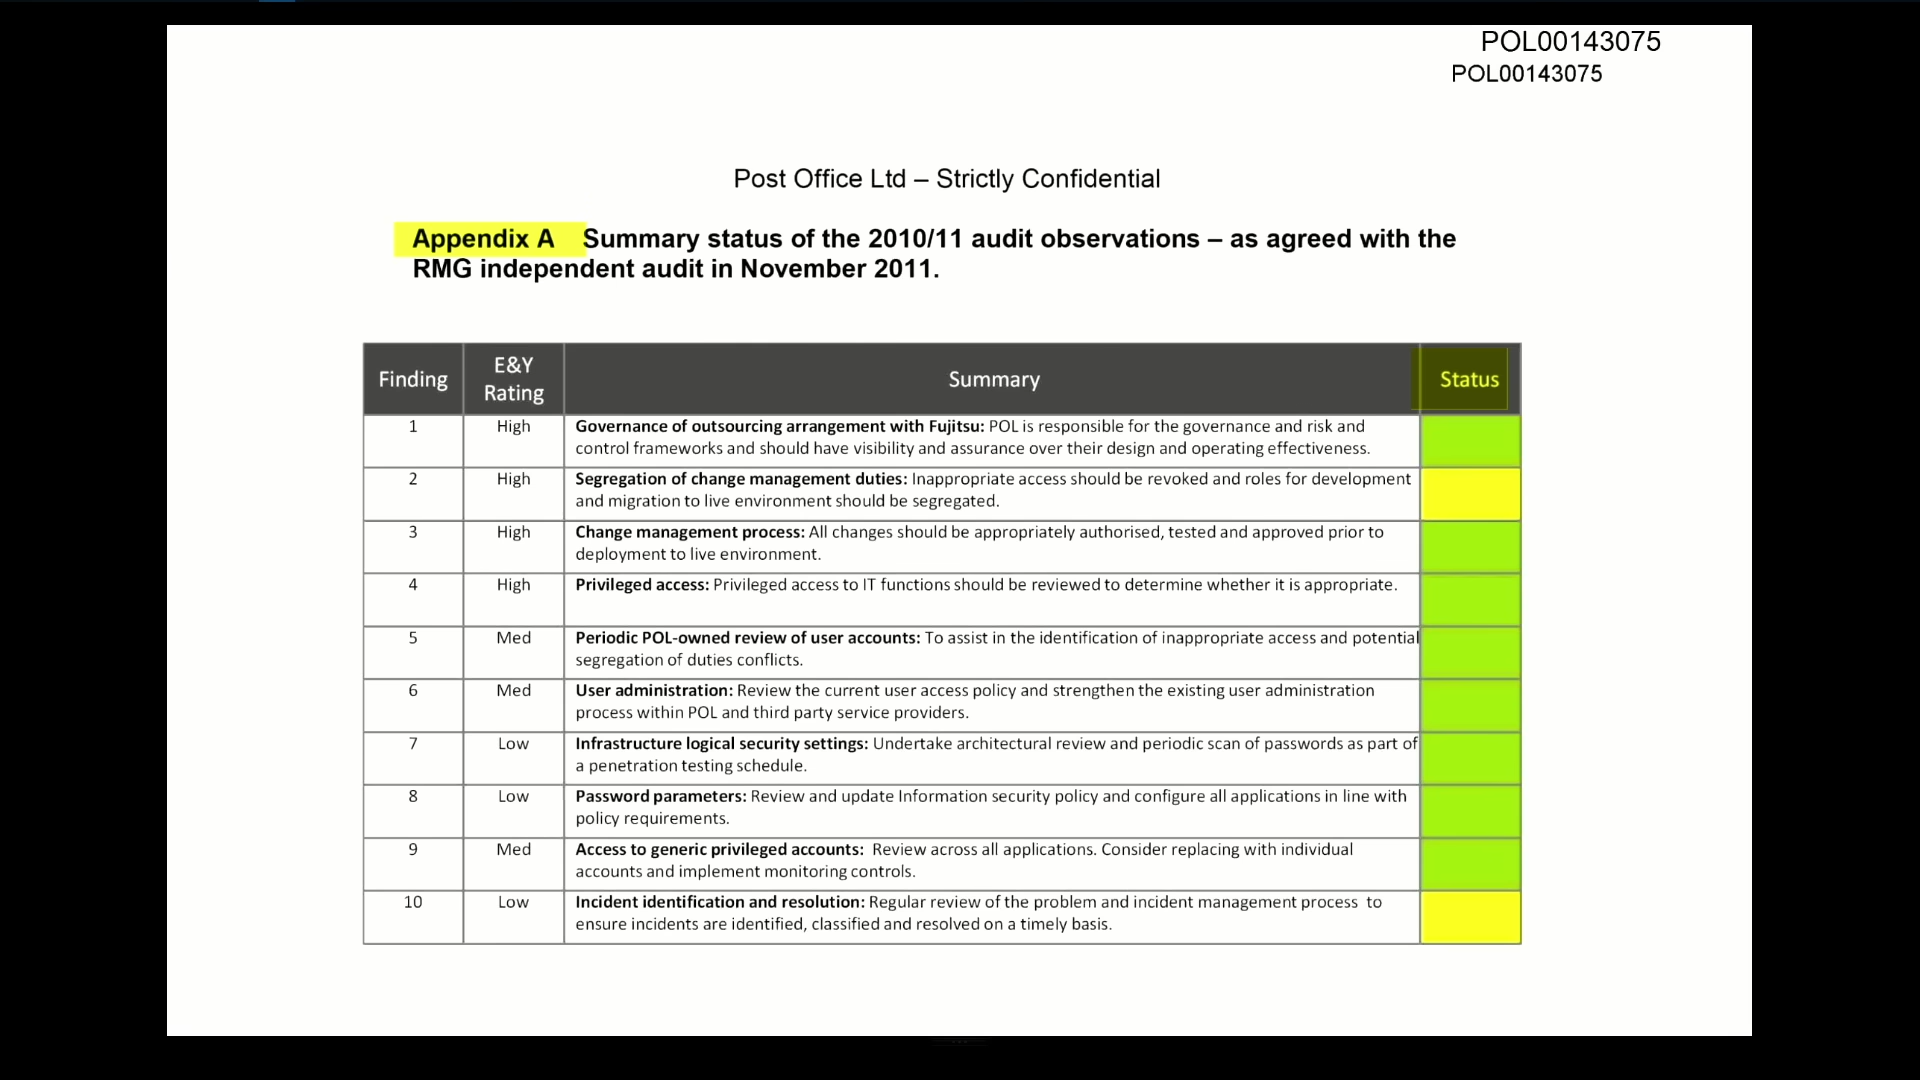 POL00143075
POL00143075
Post Office Ltd – Strictly Confidential
Appendix A Summary status of the 2010/11 audit observations – as agreed with the
RMG independent audit in November 2011.
Finding
E&Y
Rating
Summary
Status
1
High
Governance of outsourcing arrangement with Fujitsu: POL is responsible for the governance and risk and
control frameworks and should have visibility and assurance over their design and operating effectiveness.
2
High
Segregation of change management duties: Inappropriate access should be revoked and roles for development
and migration to live environment should be segregated.
3
High
Change management process: All changes should be appropriately authorised, tested and approved prior to
deployment to live environment.
4
High
Privileged access: Privileged access to IT functions should be reviewed to determine whether it is appropriate.
5
Med
Periodic POL-owned review of user accounts: To assist in the identification of inappropriate access and potential
segregation of duties conflicts.
6
Med
User administration: Review the current user access policy and strengthen the existing user administration
process within POL and third party service providers.
7
Low
Infrastructure logical security settings: Undertake architectural review and periodic scan of passwords as part of
a penetration testing schedule.
8
Low
Password parameters: Review and update Information security policy and configure all applications in line with
policy requirements.
9
Med
Access to generic privileged accounts: Review across all applications. Consider replacing with individual
accounts and implement monitoring controls.
10
Low
Incident identification and resolution: Regular review of the problem and incident management process to
ensure incidents are identified, classified and resolved on a timely basis.